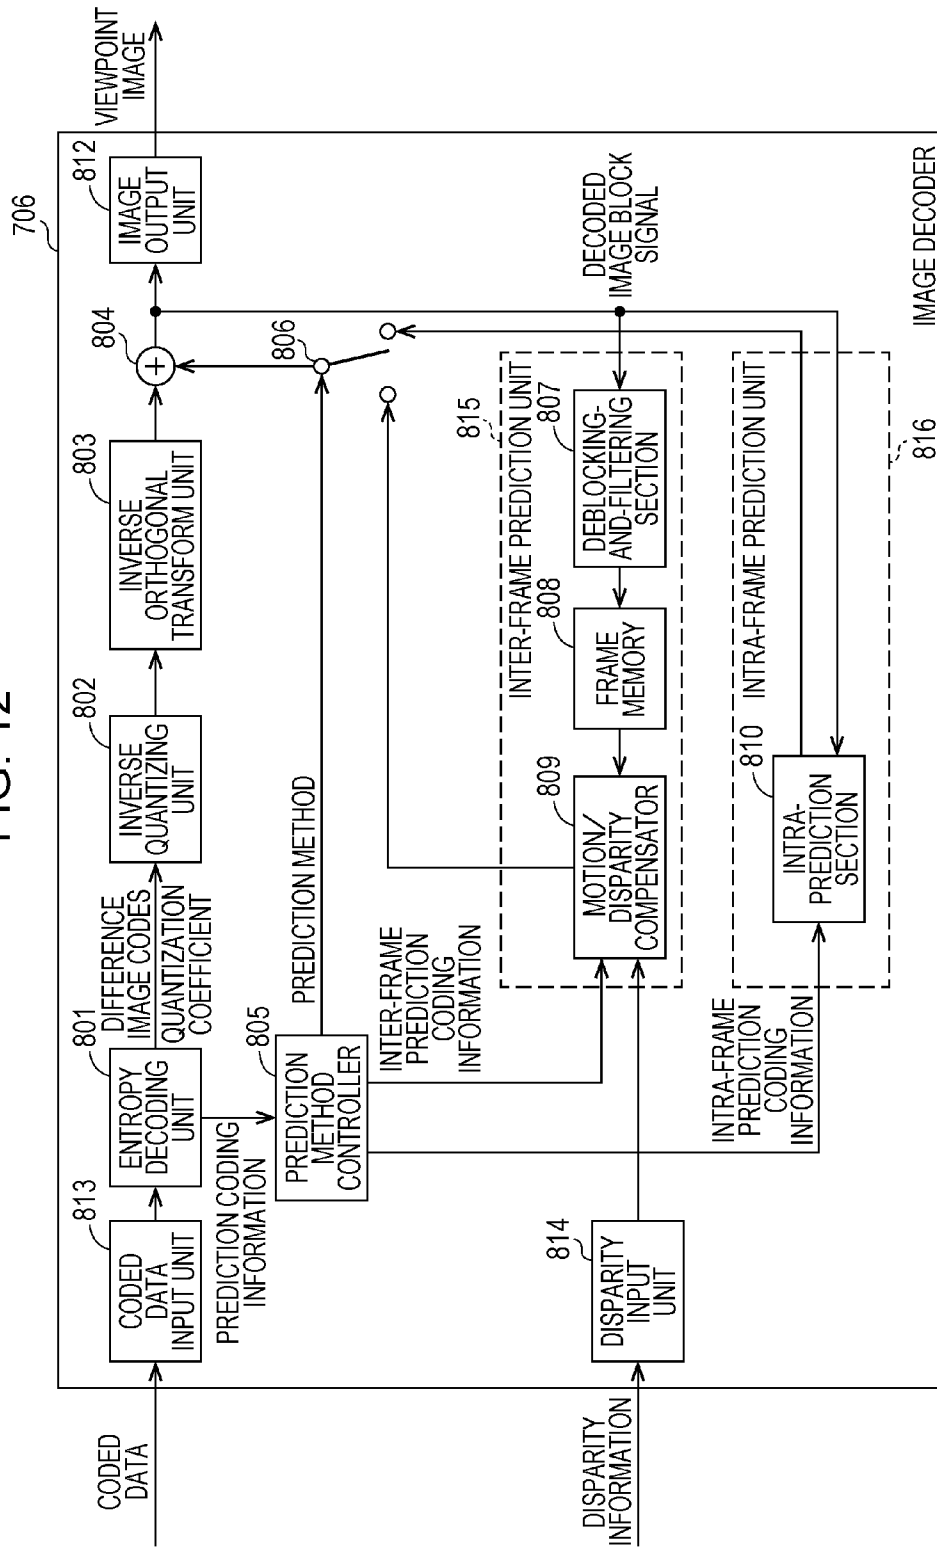 FIG. 12
706
CODED
DATA
813
CODED
DATA
INPUT UNIT
801
ENTROPY
DECODING
UNIT
DIFFERENCE
IMAGE CODES
QUANTIZATION
COEFFICIENT
802
INVERSE
QUANTIZING
UNIT
803
INVERSE
ORTHOGONAL
TRANSFORM UNIT
804
+
812
IMAGE
OUTPUT
UNIT
VIEWPOINT
IMAGE
PREDICTION CODING
INFORMATION
805
PREDICTION
METHOD
CONTROLLER
PREDICTION METHOD
806
INTER-FRAME
PREDICTION
CODING
INFORMATION
815
INTER-FRAME PREDICTION UNIT
809
MOTION/
DISPARITY
COMPENSATOR
808
FRAME
MEMORY
807
DEBLOCKING-
AND-FILTERING
SECTION
DECODED
IMAGE BLOCK
SIGNAL
DISPARITY
INFORMATION
814
DISPARITY
INPUT
UNIT
INTRA-FRAME
PREDICTION
CODING
INFORMATION
INTRA-FRAME PREDICTION UNIT
810
INTRA-
PREDICTION
SECTION
816
IMAGE DECODER